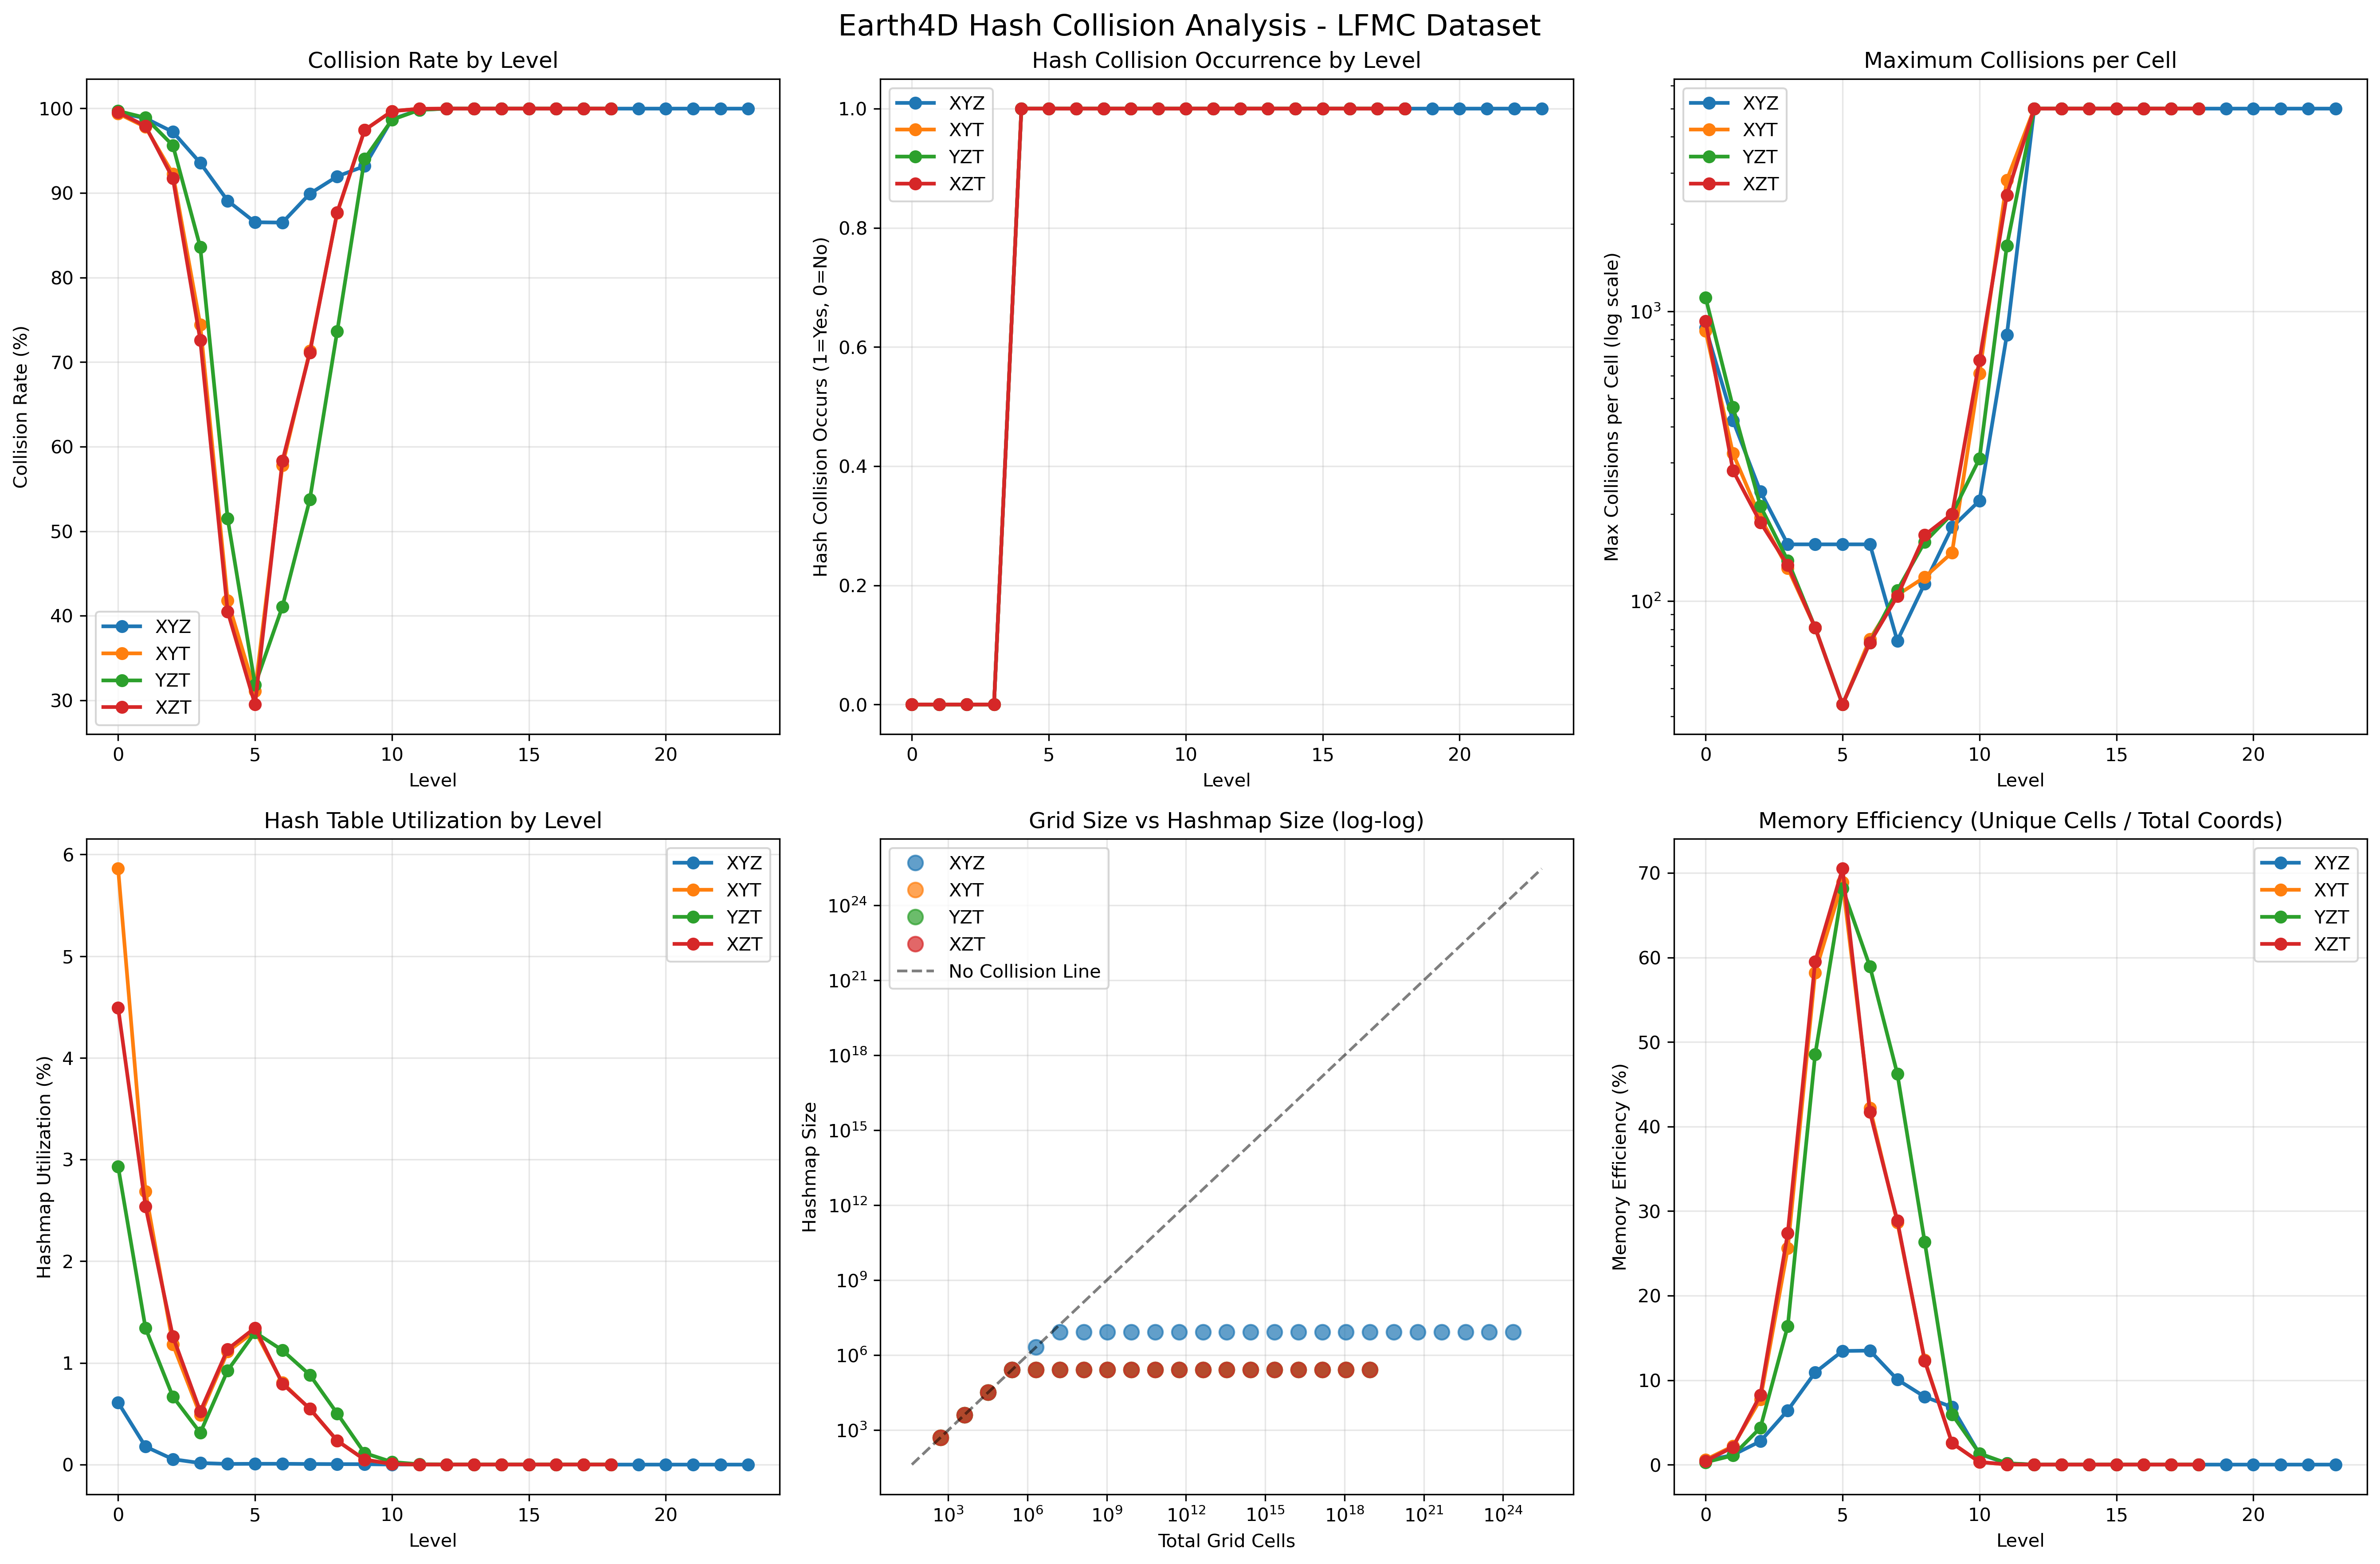 Earth4D Hash Collision Analysis - LFMC Dataset
Collision Rate by Level
Collision Rate (%)
100
90
80
70
60
50
40
30
XYZ
XYT
YZT
XZT
0 5 10 15 20
Level
Hash Collision Occurrence by Level
Hash Collision Occurs (1=Yes, 0=No)
1.0
0.8
0.6
0.4
0.2
0.0
XYZ
XYT
YZT
XZT
0 5 10 15 20
Level
Maximum Collisions per Cell
Max Collisions per Cell (log scale)
10³
10²
XYZ
XYT
YZT
XZT
0 5 10 15 20
Level
Hash Table Utilization by Level
Hashmap Utilization (%)
6
5
4
3
2
1
0
XYZ
XYT
YZT
XZT
0 5 10 15 20
Level
Grid Size vs Hashmap Size (log-log)
Hashmap Size
10²⁴
10²¹
10¹⁸
10¹⁵
10¹²
10⁹
10⁶
10³
XYZ
XYT
YZT
XZT
No Collision Line
10³ 10⁶ 10⁹ 10¹² 10¹⁵ 10¹⁸ 10²¹ 10²⁴
Total Grid Cells
Memory Efficiency (Unique Cells / Total Coords)
Memory Efficiency (%)
70
60
50
40
30
20
10
0
XYZ
XYT
YZT
XZT
0 5 10 15 20
Level